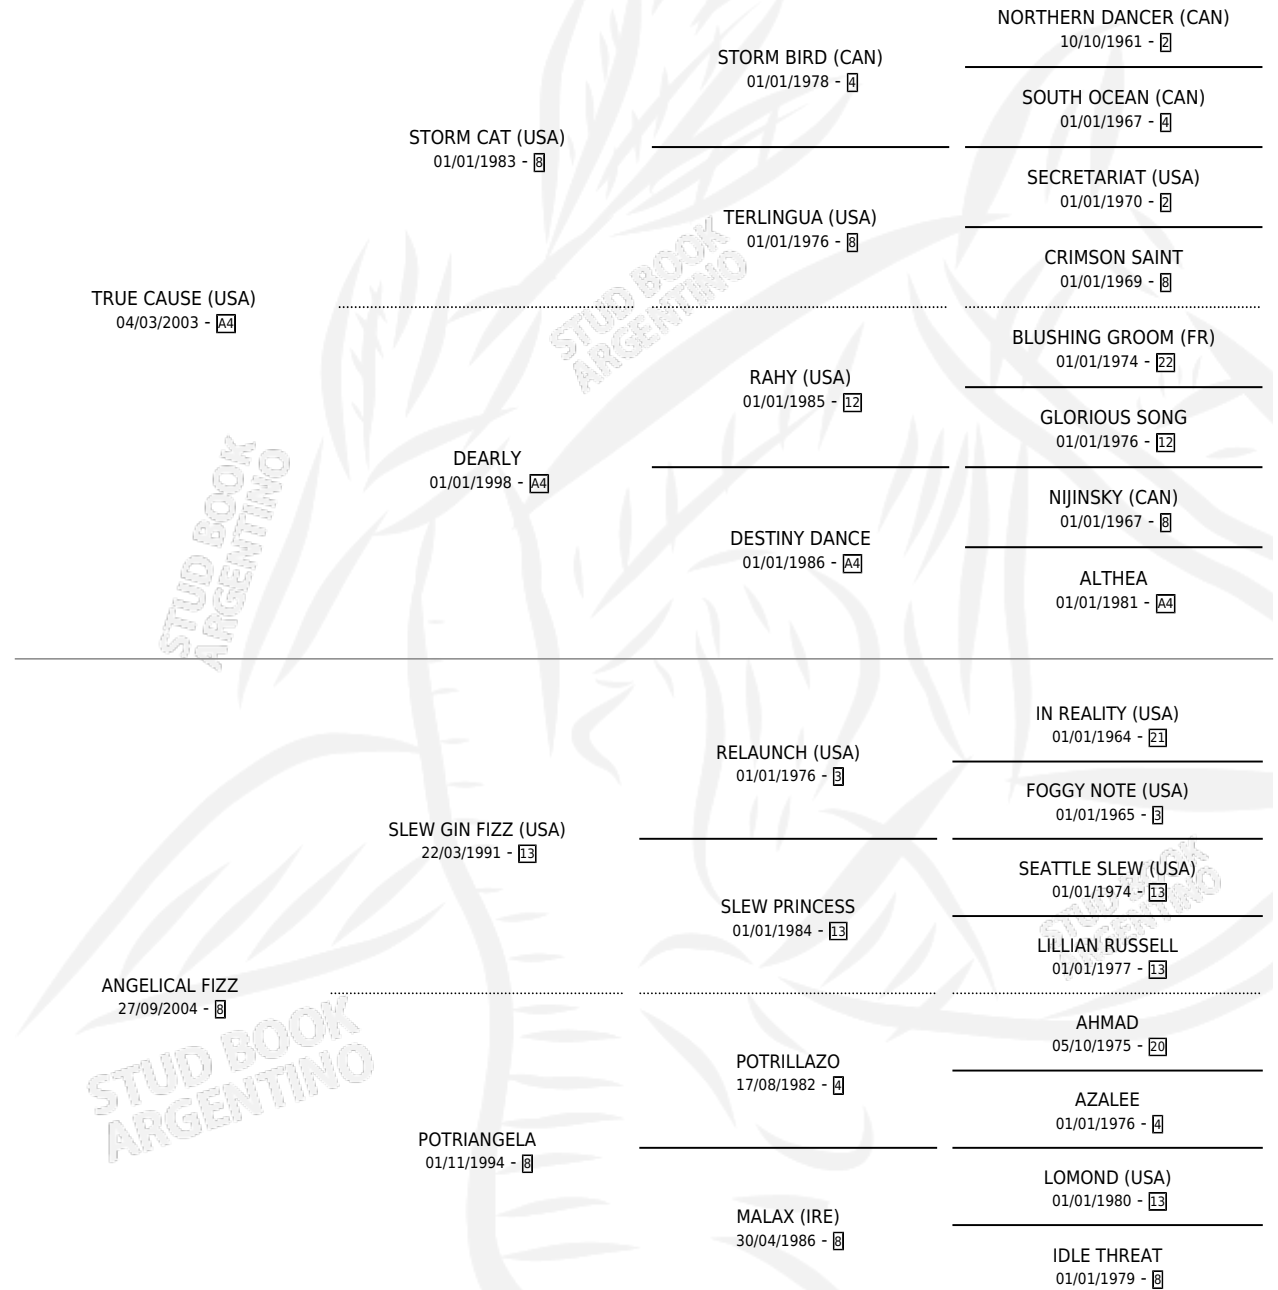 NORTHERN DANCER (CAN)
10/10/1961 - 2
STORM BIRD (CAN)
01/01/1978 - 4
SOUTH OCEAN (CAN)
01/01/1967 - 4
STORM CAT (USA)
01/01/1983 - 8
SECRETARIAT (USA)
01/01/1970 - 2
TERLINGUA (USA)
01/01/1976 - 8
CRIMSON SAINT
01/01/1969 - 8
TRUE CAUSE (USA)
04/03/2003 - A4
BLUSHING GROOM (FR)
01/01/1974 - 22
RAHY (USA)
01/01/1985 - 12
GLORIOUS SONG
01/01/1976 - 12
DEARLY
01/01/1998 - A4
NIJINSKY (CAN)
01/01/1967 - 8
DESTINY DANCE
01/01/1986 - A4
ALTHEA
01/01/1981 - A4
IN REALITY (USA)
01/01/1964 - 21
RELAUNCH (USA)
01/01/1976 - 3
FOGGY NOTE (USA)
01/01/1965 - 3
SLEW GIN FIZZ (USA)
22/03/1991 - 13
SEATTLE SLEW (USA)
01/01/1974 - 13
SLEW PRINCESS
01/01/1984 - 13
LILLIAN RUSSELL
01/01/1977 - 13
ANGELICAL FIZZ
27/09/2004 - 8
AHMAD
05/10/1975 - 20
POTRILLAZO
17/08/1982 - 4
AZALEE
01/01/1976 - 4
POTRIANGELA
01/11/1994 - 8
LOMOND (USA)
01/01/1980 - 13
MALAX (IRE)
30/04/1986 - 8
IDLE THREAT
01/01/1979 - 8
STUD BOOK
ARGENTINO
STUD BOOK
ARGENTINO
STUD BOOK
ARGENTINO
STUD BOOK
ARGENTINO